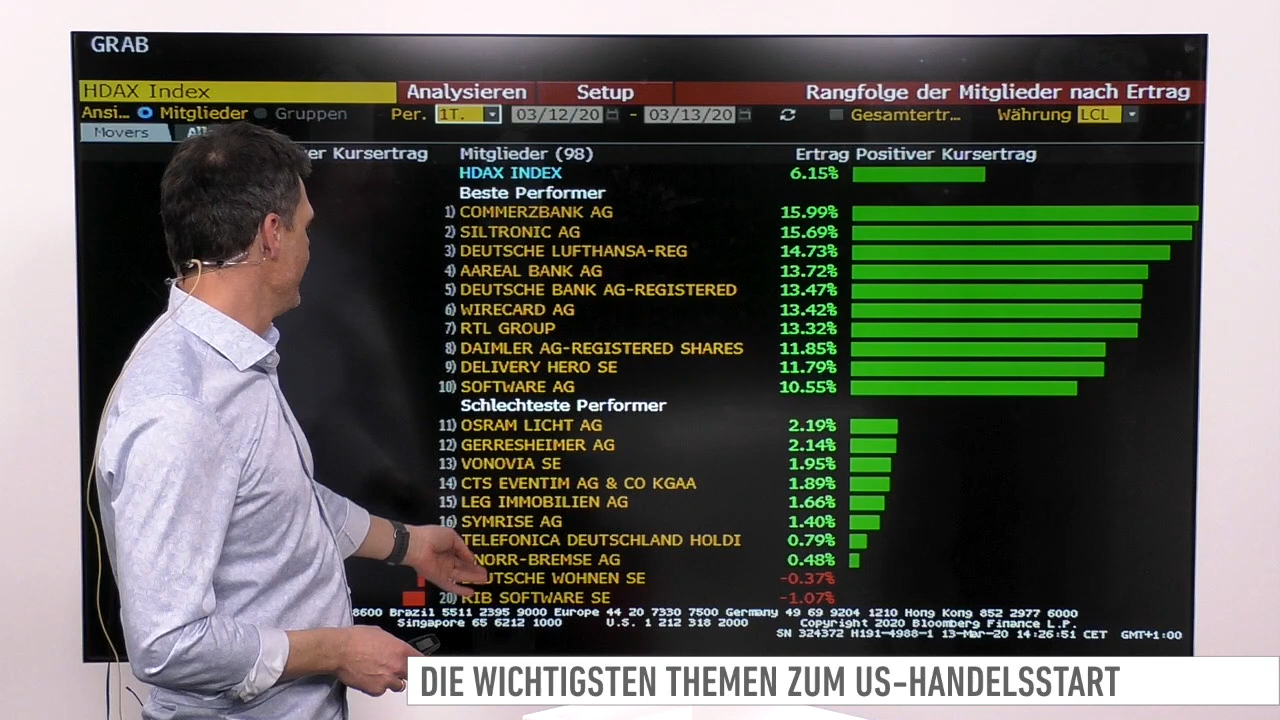 GRAB
HDAX Index Analysieren Setup Rangfolge der Mitglieder nach Ertrag
Ansi... Mitglieder Gruppen Per. 1T. 03/12/20 - 03/13/20 Gesamtertr... Währung LCL
Movers
Kursertrag Mitglieder (98) Ertrag Positiver Kursertrag
HDAX INDEX 6.15%
Beste Performer
1) COMMERZBANK AG 15.99%
2) SILTRONIC AG 15.69%
3) DEUTSCHE LUFTHANSA-REG 14.73%
4) AAREAL BANK AG 13.72%
5) DEUTSCHE BANK AG-REGISTERED 13.47%
6) WIRECARD AG 13.42%
7) RTL GROUP 13.32%
8) DAIMLER AG-REGISTERED SHARES 11.85%
9) DELIVERY HERO SE 11.79%
10) SOFTWARE AG 10.55%
Schlechteste Performer
11) OSRAM LICHT AG 2.19%
12) GERRESHEIMER AG 2.14%
13) VONOVIA SE 1.95%
14) CTS EVENTIM AG & CO KGAA 1.89%
15) LEG IMMOBILIEN AG 1.66%
16) SYMRISE AG 1.40%
TELEFONICA DEUTSCHLAND HOLDI 0.79%
NORR-BREMSE AG 0.48%
UTSCHE WOHNEN SE -0.37%
20) RIB SOFTWARE SE -1.07%
8600 Brazil 5511 2395 9000 Europe 44 20 7330 7500 Germany 49 69 9204 1210 Hong Kong 852 2977 6000
Singapore 65 6212 1000 U.S. 1 212 318 2000 Copyright 2020 Bloomberg Finance L.P.
SN 324372 H191-4988-1 13-Mar-20 14:26:51 CET GMT+1:00
DIE WICHTIGSTEN THEMEN ZUM US-HANDELSSTART